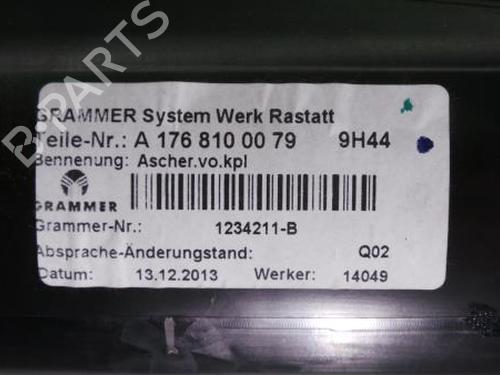 GRAMMER System Werk Rastatt
Teile-Nr.: A 176 810 00 79 9H44
Bennenung: Ascher.vo.kpl
GRAMMER
Grammer-Nr.: 1234211-B
Absprache-Änderungstand: Q02
Datum: 13.12.2013 Werker: 14049